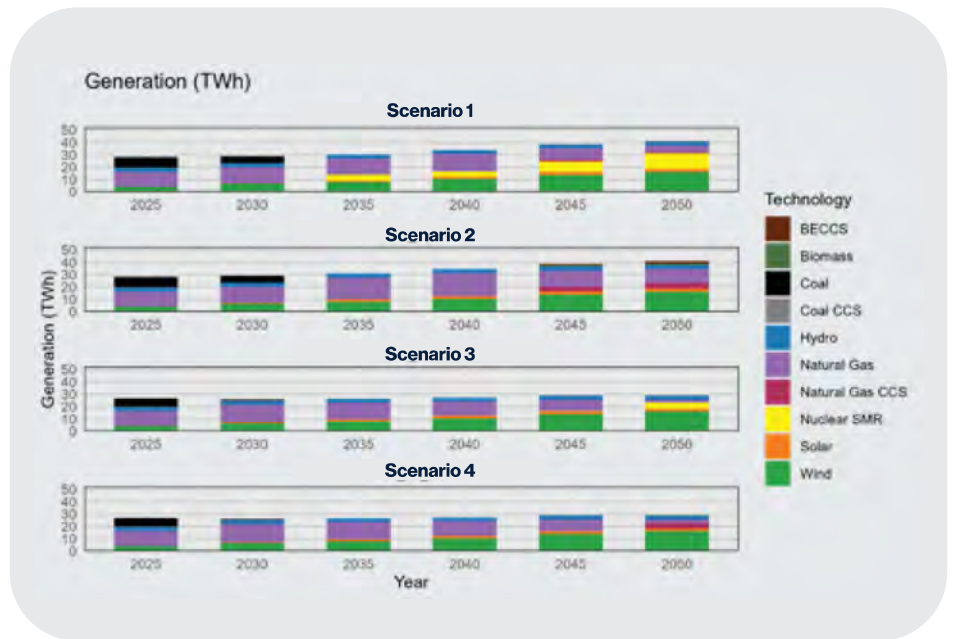 Generation (TWh)
Scenario 1
50
40
30
20
10
0
2025 2030 2035 2040 2045 2050
Scenario 2
50
40
30
20
10
0
2025 2030 2035 2040 2045 2050
Scenario 3
50
40
30
20
10
0
2025 2030 2035 2040 2045 2050
Scenario 4
50
40
30
20
10
0
2025 2030 2035 2040 2045 2050
Year
Generation (TWh)
Technology
BECCS
Biomass
Coal
Coal CCS
Hydro
Natural Gas
Natural Gas CCS
Nuclear SMR
Solar
Wind